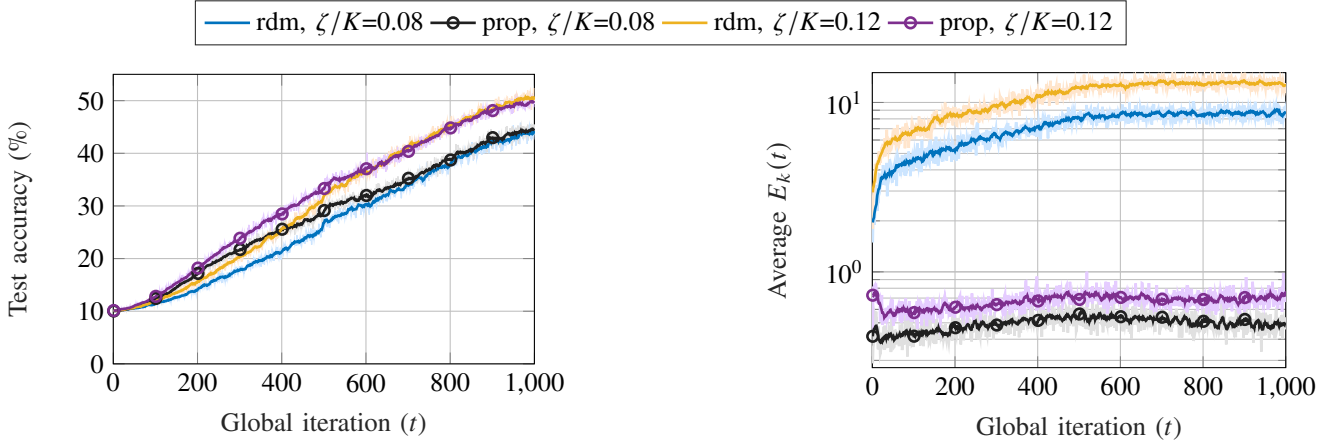 rdm, ζ/K=0.08 prop, ζ/K=0.08 rdm, ζ/K=0.12 prop, ζ/K=0.12
Test accuracy (%)
50
40
30
20
10
0
0 200 400 600 800 1,000
Global iteration (t)
Average E_k(t)
10^1
10^0
0 200 400 600 800 1,000
Global iteration (t)